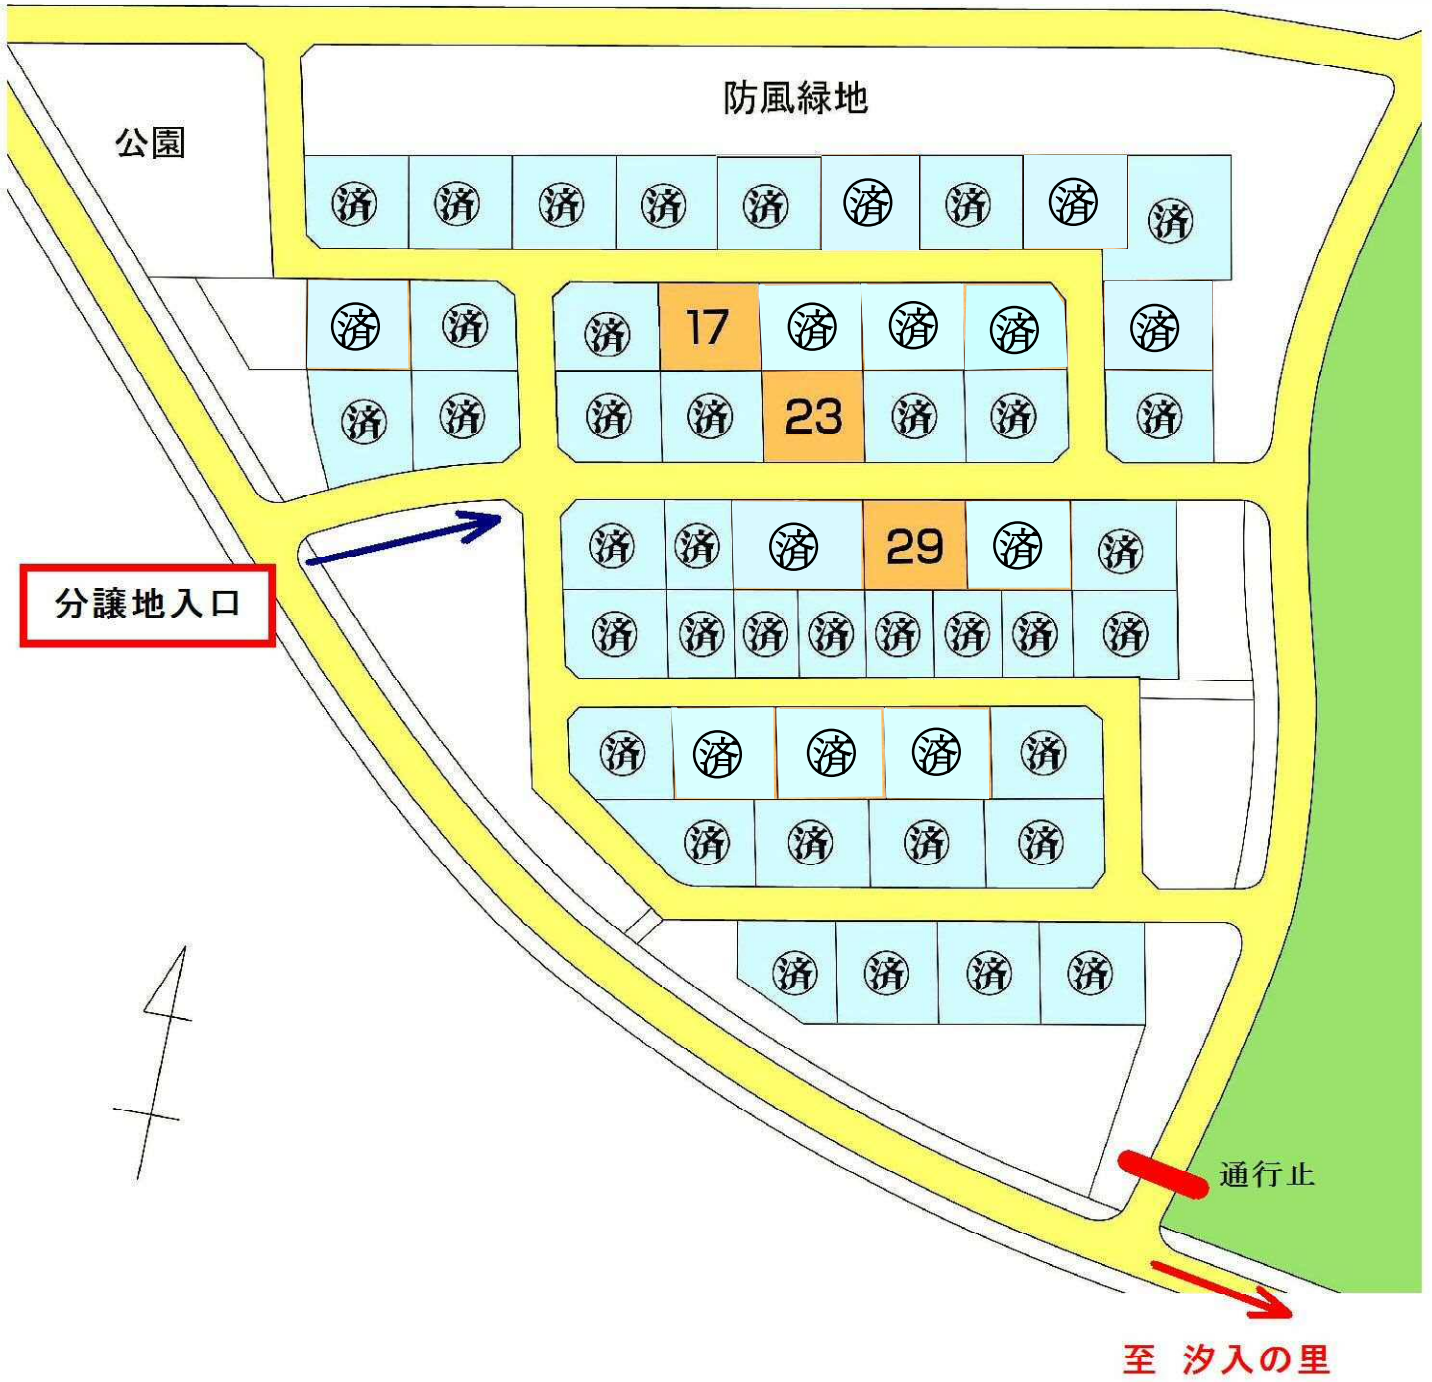 防風緑地
公園
済 済 済 済 済 済 済 済 済
済 済 済 17 済 済 済 済
済 済 済 済 23 済 済 済
済 済 済 29 済 済
分譲地入口
済 済 済 済 済 済 済 済
済 済 済 済 済
済 済 済 済
済 済 済 済
通行止
至 汐入の里